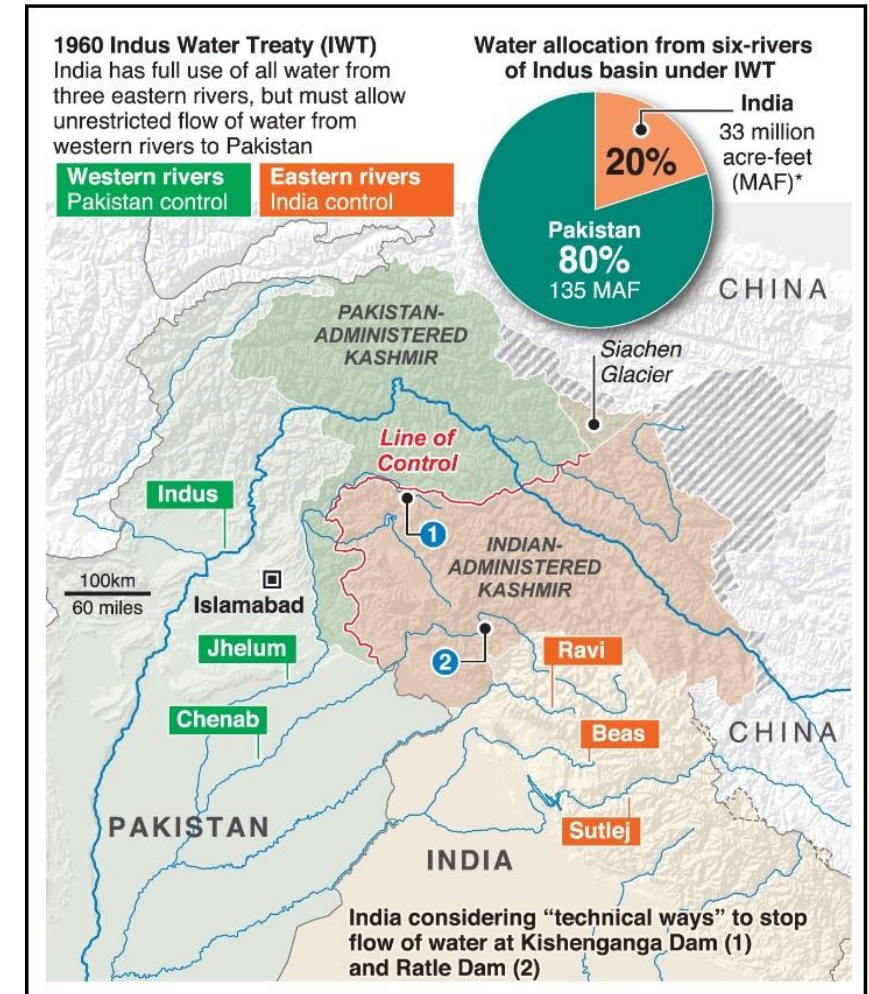 1960 Indus Water Treaty (IWT)
India has full use of all water from
three eastern rivers, but must allow
unrestricted flow of water from
western rivers to Pakistan
Western rivers
Pakistan control
Eastern rivers
India control
Water allocation from six-rivers
of Indus basin under IWT
India
33 million
acre-feet
(MAF)*
20%
Pakistan
80%
135 MAF
CHINA
PAKISTAN-
ADMINISTERED
KASHMIR
Siachen
Glacier
Line of
Control
Indus
1
INDIAN-
ADMINISTERED
KASHMIR
100km
60 miles
Islamabad
Jhelum
2
Ravi
Chenab
Beas
CHINA
PAKISTAN
Sutlej
INDIA
India considering “technical ways” to stop
flow of water at Kishenganga Dam (1)
and Ratle Dam (2)